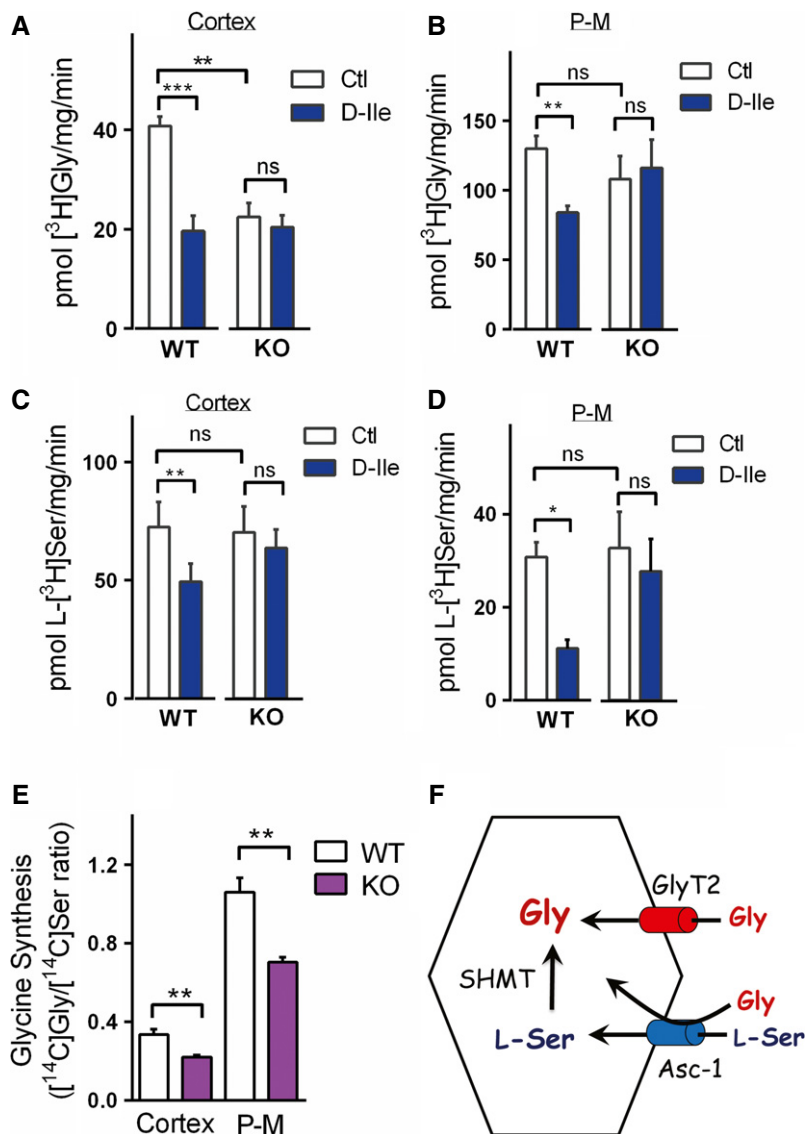 A
Cortex
pmol [³H]Gly/mg/min
40
20
0
**
***
ns
Ctl
D-Ile
WT
KO
B
P-M
pmol [³H]Gly/mg/min
150
100
50
0
ns
**
ns
Ctl
D-Ile
WT
KO
C
Cortex
pmol L-[³H]Ser/mg/min
100
50
0
ns
**
ns
Ctl
D-Ile
WT
KO
D
P-M
pmol L-[³H]Ser/mg/min
40
20
0
ns
*
ns
Ctl
D-Ile
WT
KO
E
Glycine Synthesis
([¹⁴C]Gly/[¹⁴C]Ser ratio)
1.2
0.8
0.4
0.0
**
**
WT
KO
Cortex
P-M
F
GlyT2
Gly
Gly
SHMT
Gly
L-Ser
L-Ser
Asc-1